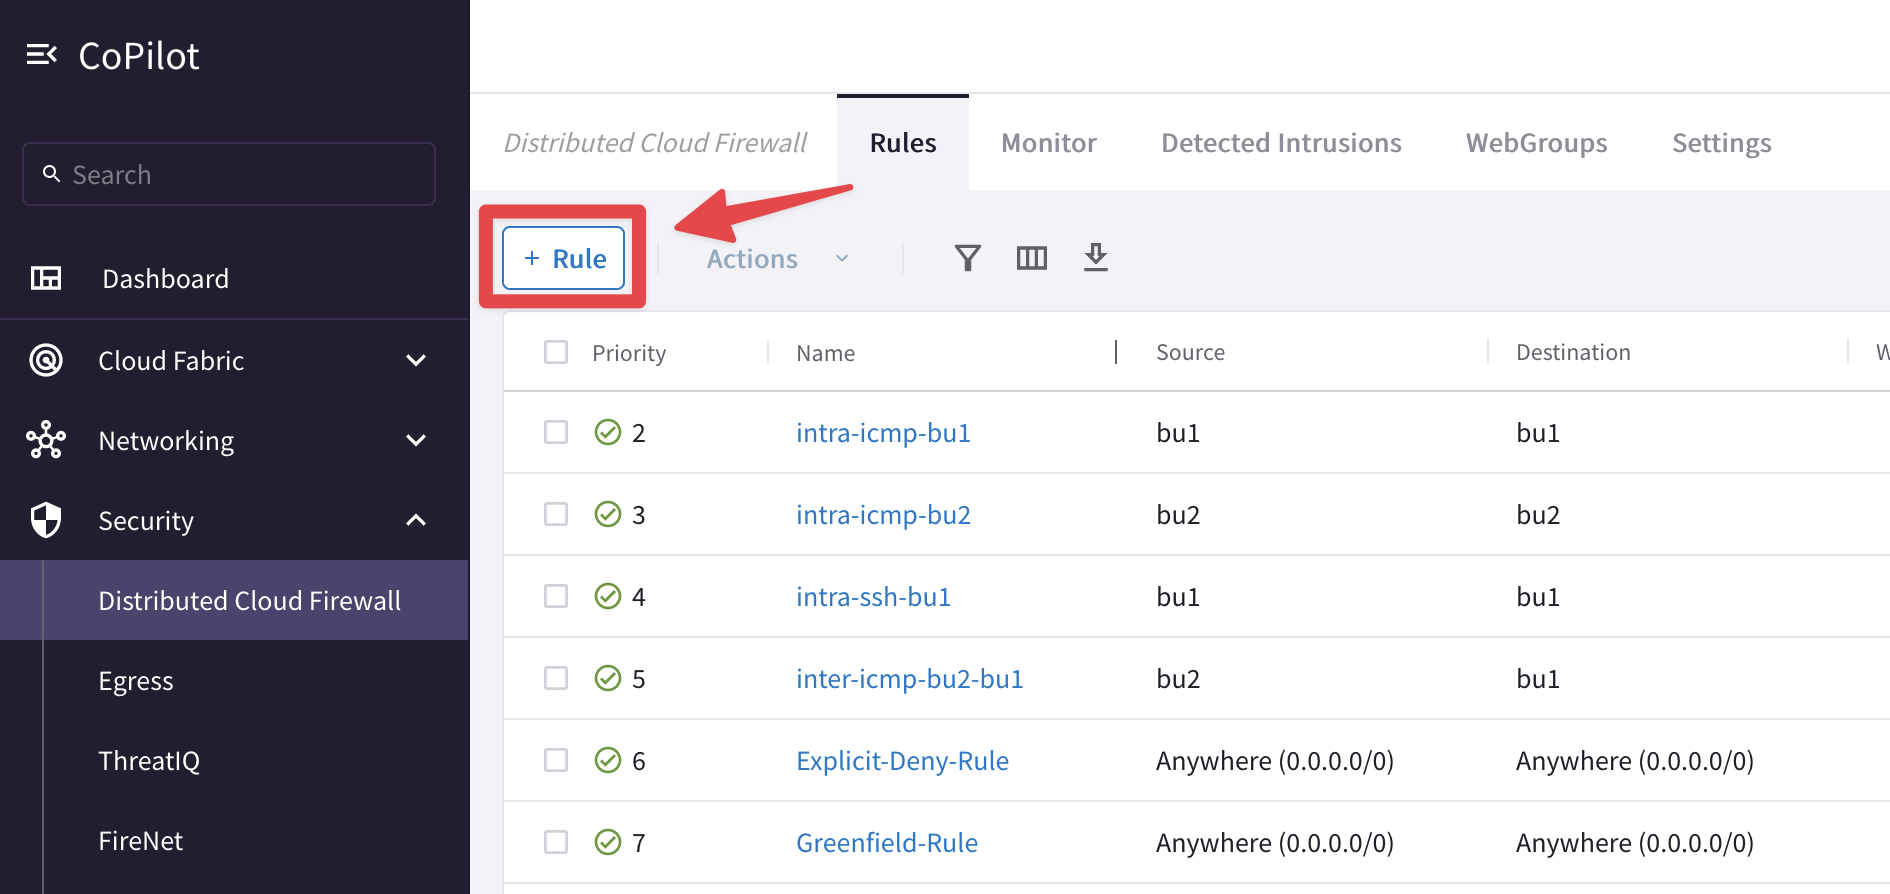 CoPilot
Search
Dashboard
Cloud Fabric
Networking
Security
Distributed Cloud Firewall
Egress
ThreatIQ
FireNet
Distributed Cloud Firewall Rules Monitor Detected Intrusions WebGroups Settings
+ Rule Actions
Priority Name Source Destination W
2 intra-icmp-bu1 bu1 bu1
3 intra-icmp-bu2 bu2 bu2
4 intra-ssh-bu1 bu1 bu1
5 inter-icmp-bu2-bu1 bu2 bu1
6 Explicit-Deny-Rule Anywhere (0.0.0.0/0) Anywhere (0.0.0.0/0)
7 Greenfield-Rule Anywhere (0.0.0.0/0) Anywhere (0.0.0.0/0)